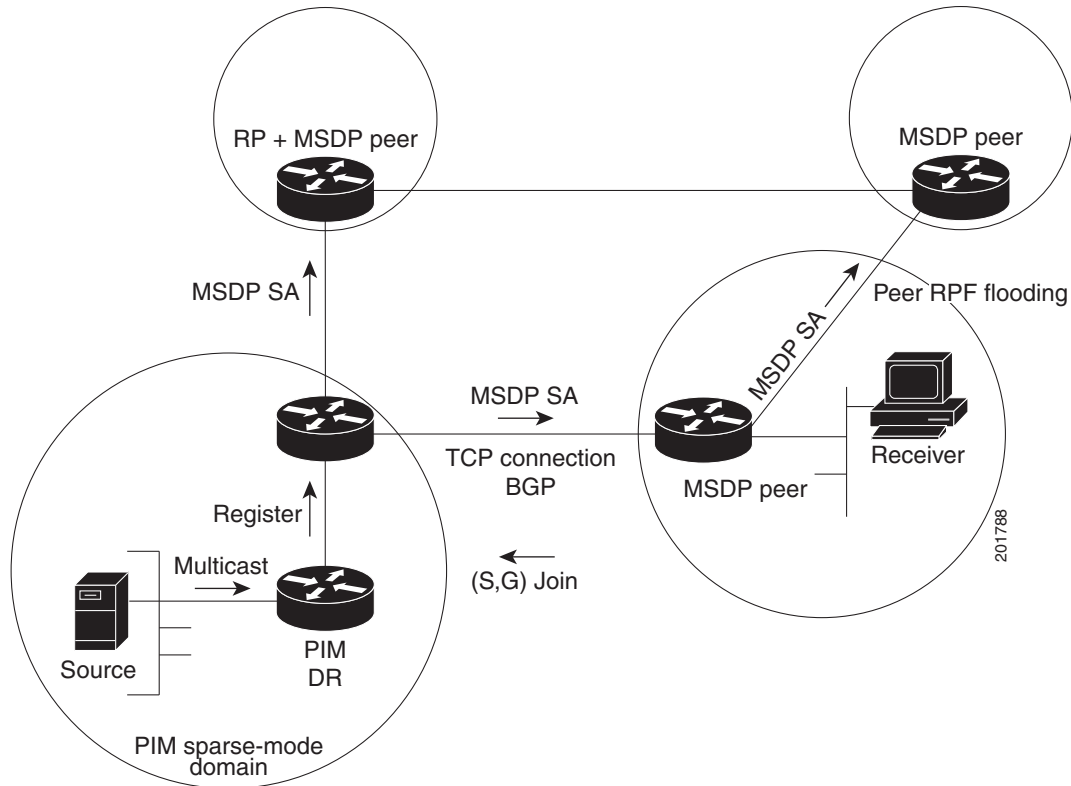 RP + MSDP peer
MSDP peer
MSDP SA
Peer RPF flooding
MSDP SA
MSDP SA
TCP connection
BGP
Receiver
MSDP peer
Register
201788
Multicast
(S,G) Join
Source
PIM
DR
PIM sparse-mode
domain